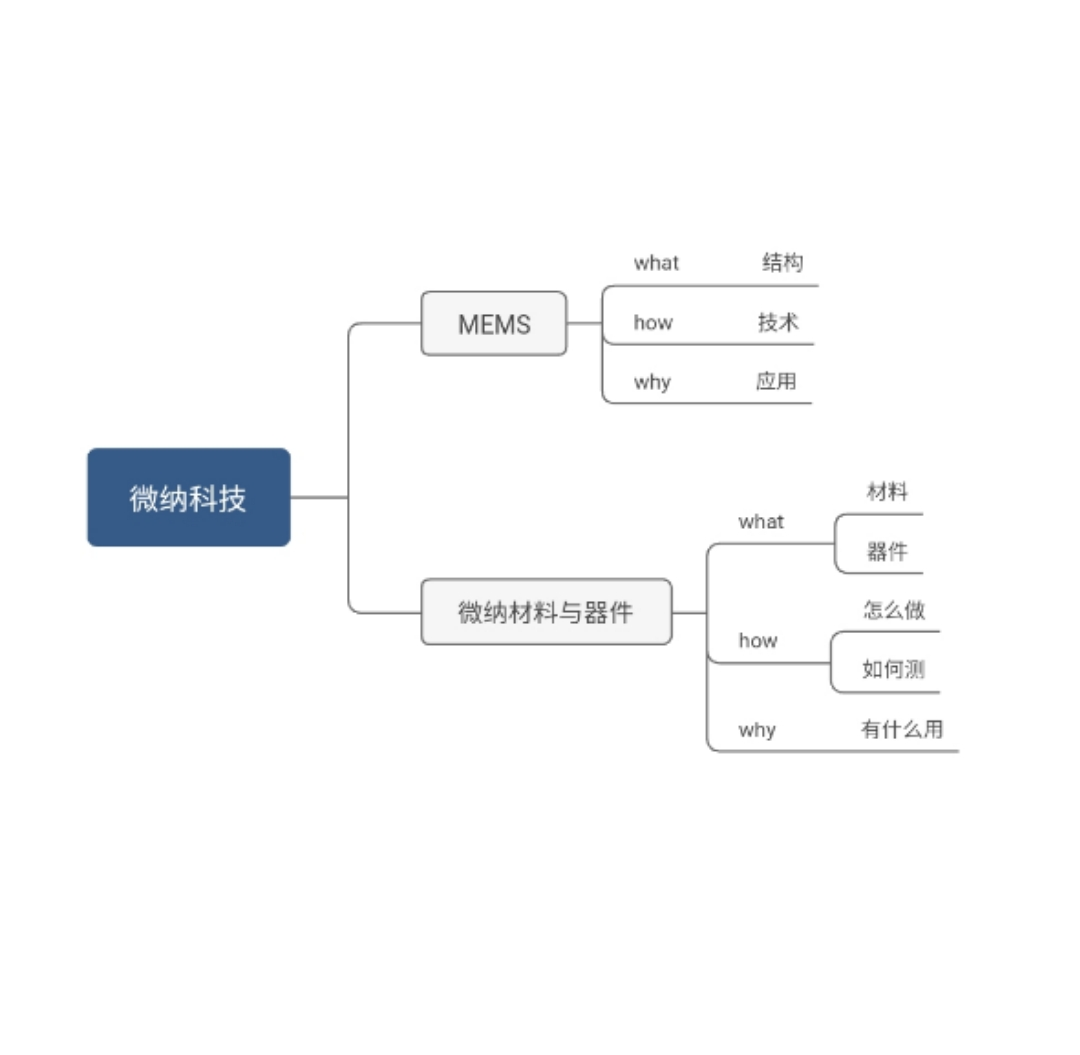 微纳科技
MEMS
what 结构
how 技术
why 应用
微纳材料与器件
what
材料
器件
how
怎么做
如何测
why 有什么用